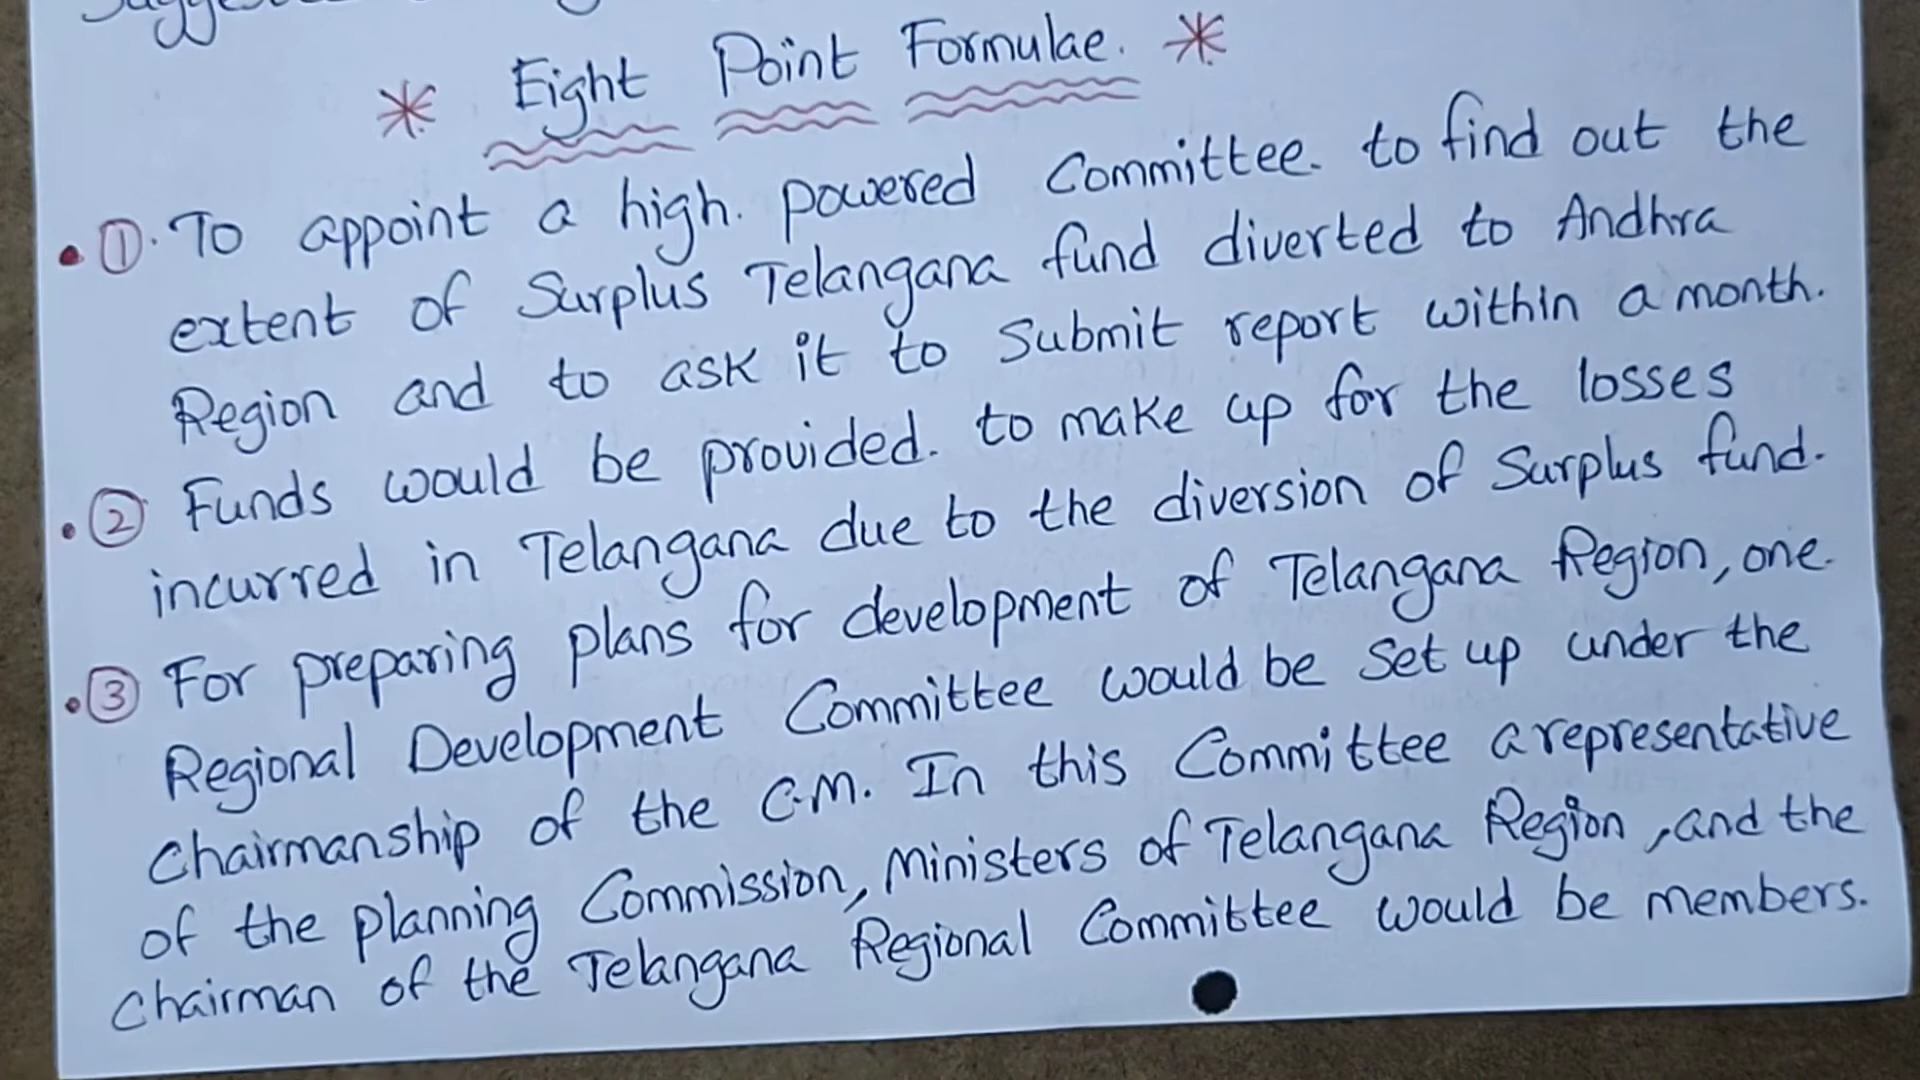 * Eight Point Formulae. *
• ①. To appoint a high. powered Committee. to find out the
extent of Surplus Telangana fund diverted to Andhra
Region and to ask it to Submit report within a month.
• ② Funds would be provided. to make up for the losses
incurred in Telangana due to the diversion of Surplus fund.
• ③ For preparing plans for development of Telangana Region, one.
Regional Development Committee would be set up under the
Chairmanship of the C.M. In this Committee a representative
of the planning Commission, Ministers of Telangana Region, and the
Chairman of the Telangana Regional Committee would be members.